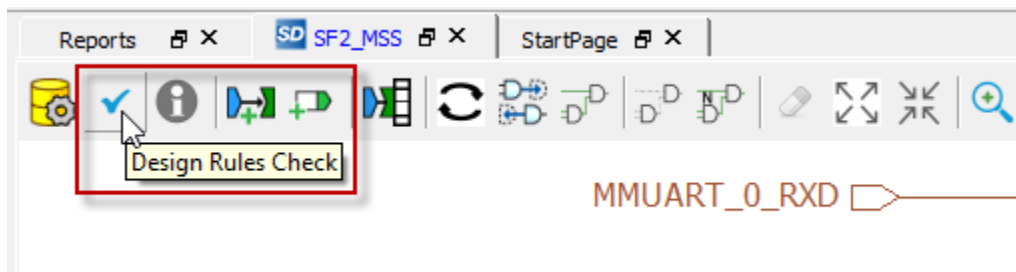 Reports SD SF2_MSS StartPage
Design Rules Check
MMUART_0_RXD